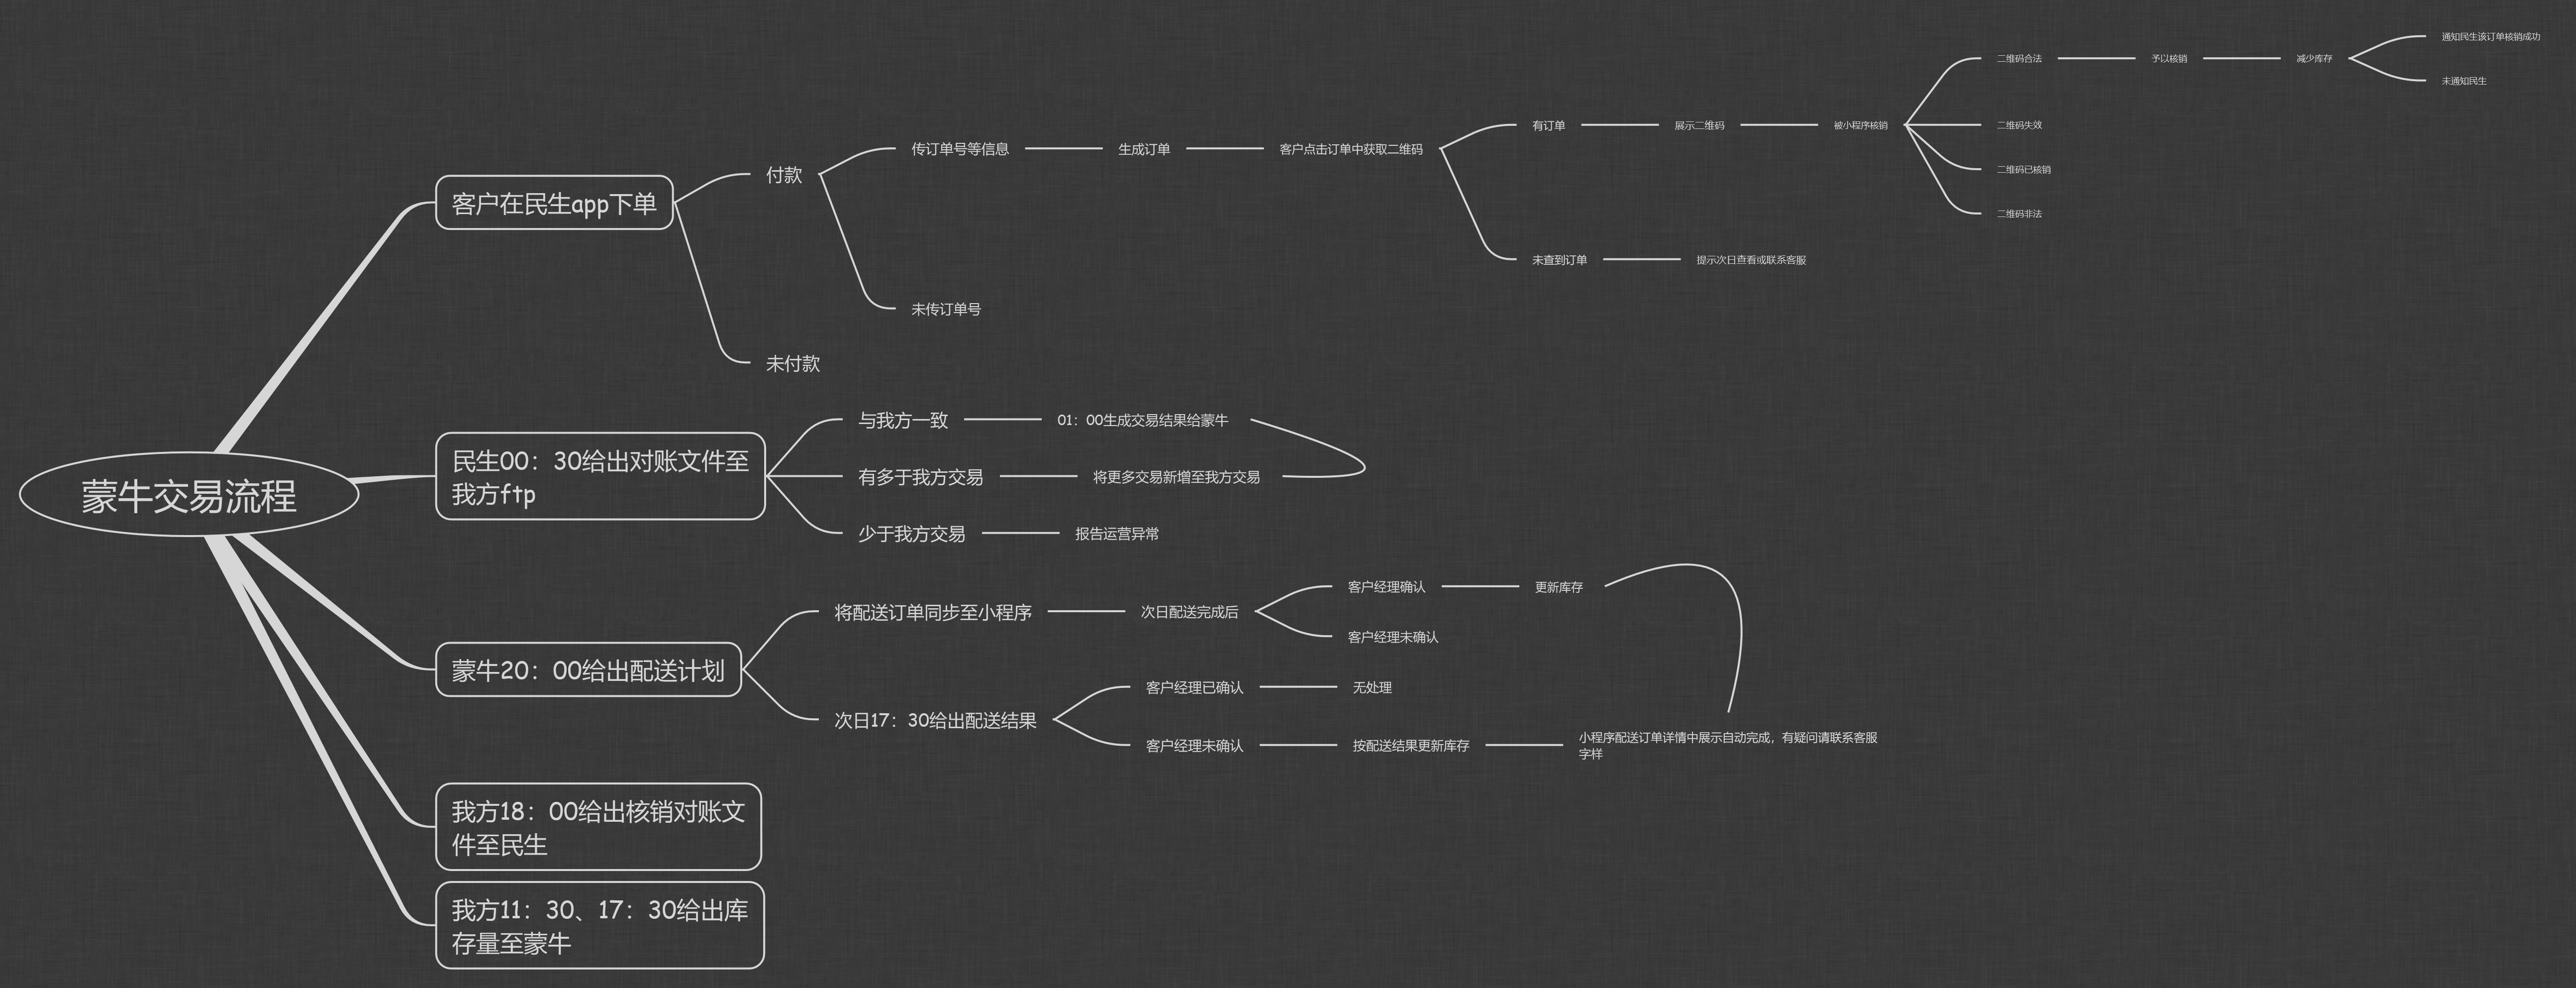 蒙牛交易流程
客户在民生app下单
付款
传订单号等信息
生成订单
客户点击订单中获取二维码
有订单
展示二维码
被小程序核销
二维码合法
予以核销
减少库存
通知民生该订单核销成功
未通知民生
二维码失效
二维码已核销
二维码非法
未查到订单
提示次日查看或联系客服
未传订单号
未付款
民生00：30给出对账文件至
我方ftp
与我方一致
01：00生成交易结果给蒙牛
有多于我方交易
将更多交易新增至我方交易
少于我方交易
报告运营异常
蒙牛20：00给出配送计划
将配送订单同步至小程序
次日配送完成后
客户经理确认
更新库存
客户经理未确认
次日17：30给出配送结果
客户经理已确认
无处理
客户经理未确认
按配送结果更新库存
小程序配送订单详情中展示自动完成，有疑问请联系客服
字样
我方18：00给出核销对账文
件至民生
我方11：30、17：30给出库
存量至蒙牛